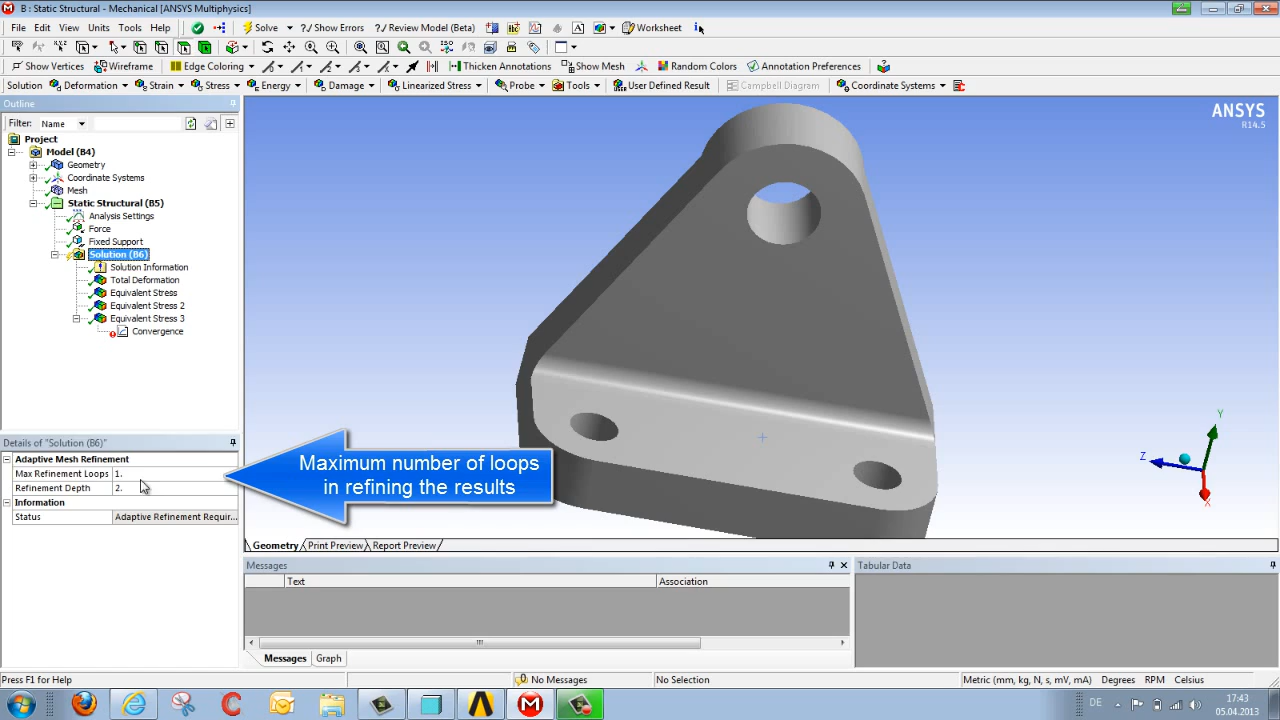 B : Static Structural - Mechanical [ANSYS Multiphysics]
File Edit View Units Tools Help Solve ?/ Show Errors ?/ Review Melody (Beta) Worksheet
Show Vertices Wireframe Edge Coloring Thicken Annotations Show Mesh Random Colors Annotation Preferences
Solution Deformation Strain Stress Energy Damage Linearized Stress Probe Tools User Defined Result Campbell Diagram Coordinate Systems
Outline
Filter: Name
Project
Model (B4)
Geometry
Coordinate Systems
Mesh
Static Structural (B5)
Analysis Settings
Force
Fixed Support
Solution (B6)
Solution Information
Total Deformation
Equivalent Stress
Equivalent Stress 2
Equivalent Stress 3
Convergence
ANSYS
R14.5
Y
Z
X
Details of "Solution (B6)"
Adaptive Mesh Refinement
Max Refinement Loops 1.
Refinement Depth 2.
Information
Status Adaptive Refinement Requir...
Maximum number of loops
in refining the results
Geometry Print Preview Report Preview
Messages
Text Association
Messages Graph
Tabular Data
Press F1 for Help No Messages No Selection Metric (mm, kg, N, s, mV, mA) Degrees RPM Celsius
DE 17:43
05.04.2013